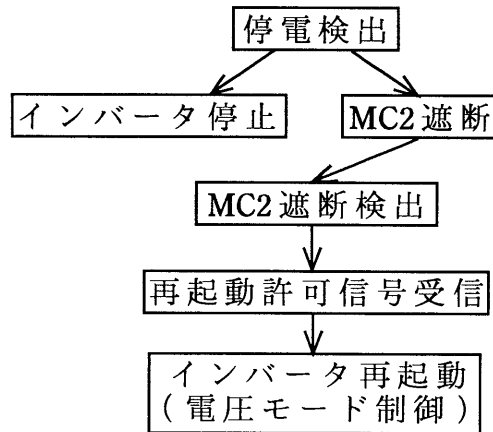 停電検出
インバータ停止
MC2遮断
MC2遮断検出
再起動許可信号受信
インバータ再起動
(電圧モード制御)